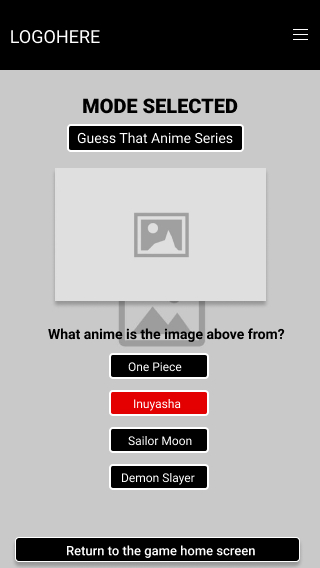 LOGOHERE
MODE SELECTED
Guess That Anime Series
What anime is the image above from?
One Piece
Inuyasha
Sailor Moon
Demon Slayer
Return to the game home screen